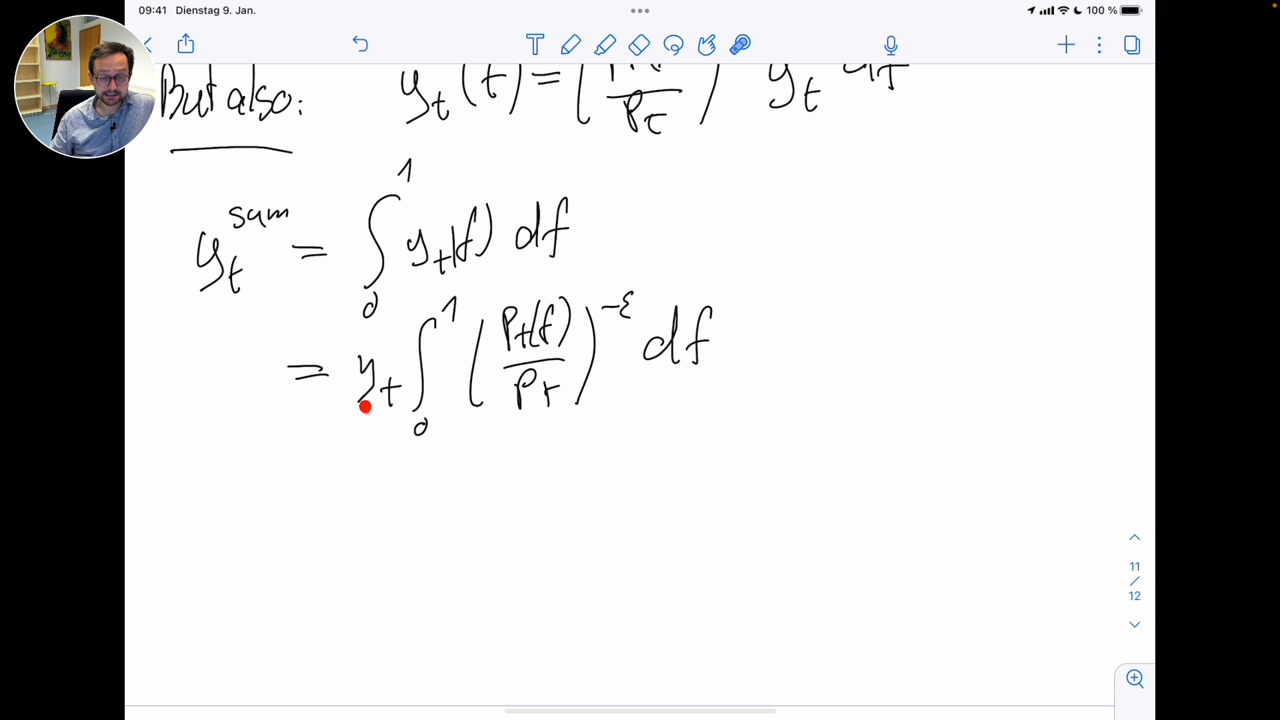 09:41 Dienstag 9. Jan.
100 %
But also: y_t(t) = ( / P_t) y_t
y_t^sum = ∫_0^1 y_t(f) df
= y_t ∫_0^1 (P_t(f) / P_t)^-ε df
11
/
12